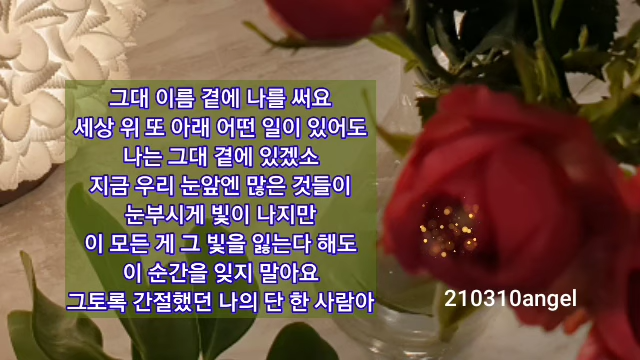 그대 이름 곁에 나를 써요
세상 위 또 아래 어떤 일이 있어도
나는 그대 곁에 있겠소
지금 우리 눈앞엔 많은 것들이
눈부시게 빛이 나지만
이 모든 게 그 빛을 잃는다 해도
이 순간을 잊지 말아요
그토록 간절했던 나의 단 한 사람아
210310angel